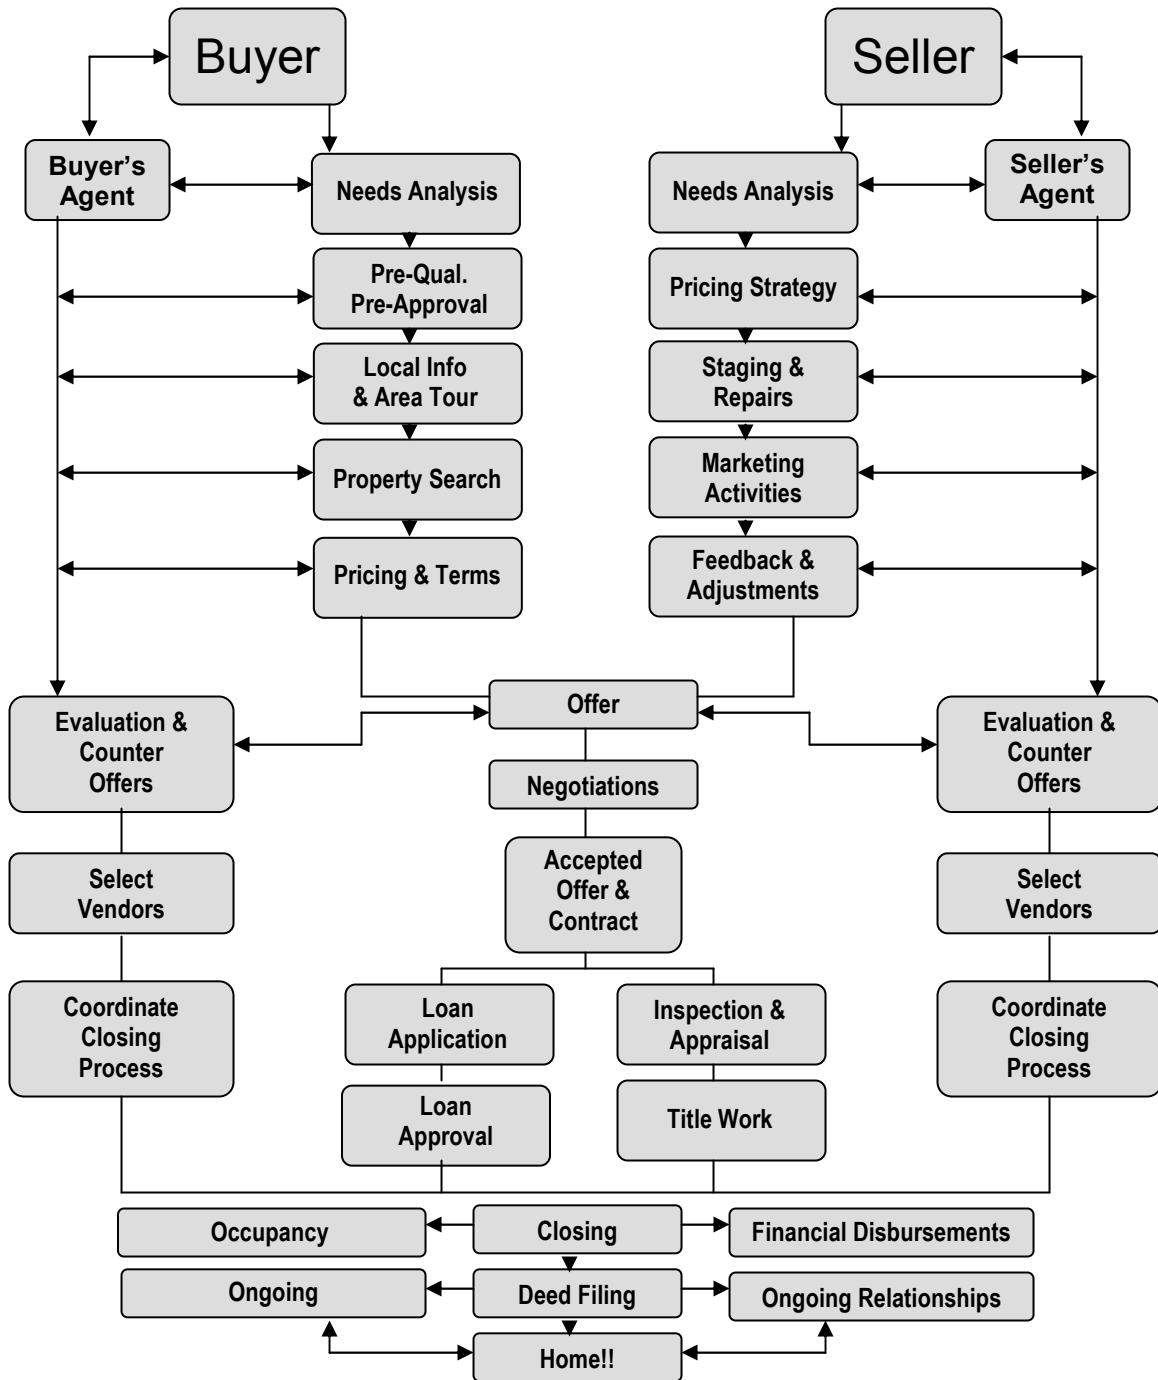 Buyer
Seller
Buyer’s
Agent
Needs Analysis
Needs Analysis
Seller’s
Agent
Pre-Qual.
Pre-Approval
Pricing Strategy
Local Info
& Area Tour
Staging &
Repairs
Property Search
Marketing
Activities
Pricing & Terms
Feedback &
Adjustments
Offer
Evaluation &
Counter
Offers
Evaluation &
Counter
Offers
Negotiations
Accepted
Offer &
Contract
Select
Vendors
Select
Vendors
Coordinate
Closing
Process
Loan
Application
Inspection &
Appraisal
Coordinate
Closing
Process
Loan
Approval
Title Work
Occupancy
Closing
Financial Disbursements
Ongoing
Deed Filing
Ongoing Relationships
Home!!